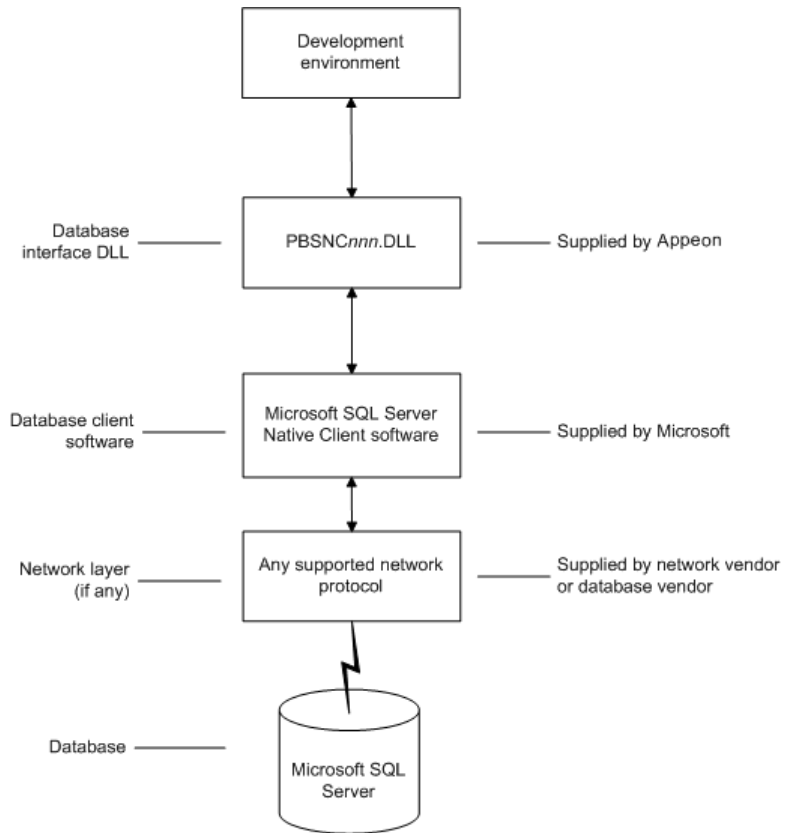 Development
environment
Database
interface DLL
PBSNCnnn.DLL
Supplied by Appeon
Database client
software
Microsoft SQL Server
Native Client software
Supplied by Microsoft
Network layer
(if any)
Any supported network
protocol
Supplied by network vendor
or database vendor
Database
Microsoft SQL
Server